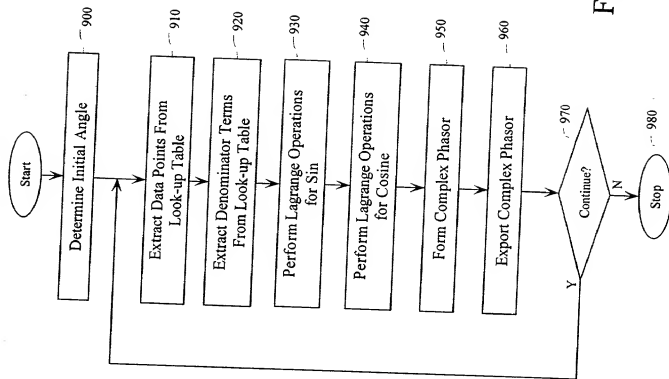 Start
Determine Initial Angle
900
Extract Data Points From
Look-up Table
910
Extract Denominator Terms
From Look-up Table
920
Perform Lagrange Operations
for Sin
930
Perform Lagrange Operations
for Cosine
940
Form Complex Phasor
950
Export Complex Phasor
960
Continue?
970
Y
N
Stop
980
F